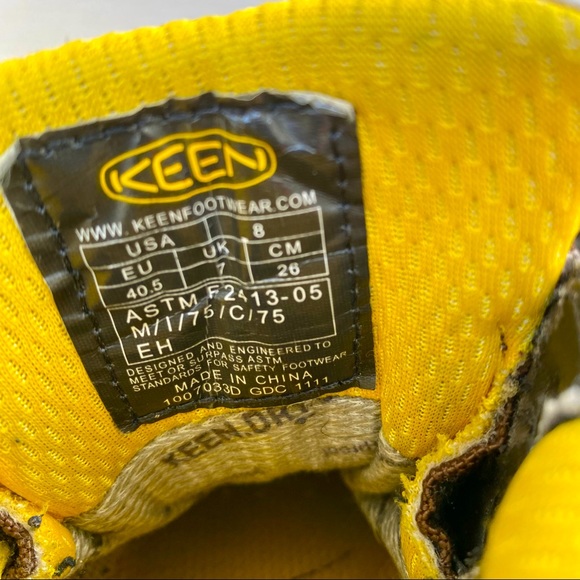 KEEN
WWW.KEENFOOTWEAR.COM
USA 8
EU UK CM
40.5 7 26
ASTM F2413-05
M/I/75/C/75
EH
DESIGNED AND ENGINEERED TO
MEET OR SURPASS ASTM
STANDARDS FOR SAFETY FOOTWEAR
MADE IN CHINA
1007033D GDC 1111
KEEN.DRY